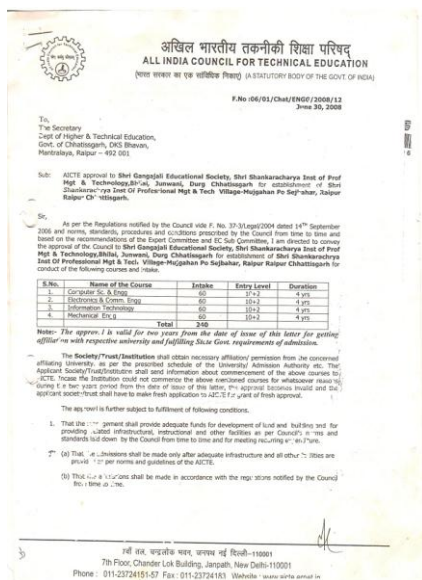 अखिल भारतीय तकनीकी शिक्षा परिषद्
ALL INDIA COUNCIL FOR TECHNICAL EDUCATION
(भारत सरकार का एक सांविधिक निकाय) (A STATUTORY BODY OF THE GOVT. OF INDIA)
F.No :06/01/Chat/ENGF/2008/12
June 30, 2008
To,
The Secretary
Dept of Higher & Technical Education,
Govt. of Chhattisgarh, DKS Bhavan,
Mantralaya, Raipur – 492 001
Sub: AICTE approval to Shri Gangajali Educational Society, Shri Shankaracharya Inst of Prof
Mgt & Technology,Bhilai, Junwani, Durg Chhattisgarh for establishment of Shri
Shankaracharya Inst Of Professional Mgt & Tech Village-Mujgahan Po Sejbahar, Raipur
Raipur Chhattisgarh.
Sir,
As per the Regulations notified by the Council vide F. No. 37-3/Legal/2004 dated 14th September
2006 and norms, standards, procedures and conditions prescribed by the Council from time to time and
based on the recommendations of the Expert Committee and EC Sub Committee, I am directed to convey
the approval of the Council to Shri Gangajali Educational Society, Shri Shankaracharya Inst of Prof
Mgt & Technology,Bhilai, Junwani, Durg Chhattisgarh for establishment of Shri Shankarachrya
Inst Of Professional Mgt & Tech. Village-Mujgahan Po Sejbahar, Raipur Raipur Chhattisgarh for
conduct of the following courses and intake.
S.No. Name of the Course Intake Entry Level Duration
1. Computer Sc. & Engg 60 10+2 4 yrs
2. Electronics & Comm. Engg 60 10+2 4 yrs
3. Information Technology 60 10+2 4 yrs
4. Mechanical Eng g 60 10+2 4 yrs
Total 240
Note:- The approval is valid for two years from the date of issue of this letter for getting
affiliation with respective university and fulfilling State Govt. requirements of admission.
The Society/Trust/Institution shall obtain necessary affiliation/ permission from the concerned
affiliating University. as per the prescribed schedule of the University/ Admission Authority etc. The
Applicant Society/Trust/Institution shall send information about commencement of the above courses to
AICTE. Incase the Institution could not commence the above mentioned courses for whatsoever reason
during the two years period from the date of issue of this letter, this approval becomes invalid and the
applicant society/trust shall have to make fresh application to AICTE for grant of fresh approval.
The approval is further subject to fulfillment of following conditions.
1. That the management shall provide adequate funds for development of land and building and for
providing related infrastructural, instructional and other facilities as per Council's norms and
standards laid down by the Council from time to time and for meeting recurring expenditure.
(a) That the admissions shall be made only after adequate infrastructure and all other facilities are
provided as per norms and guidelines of the AICTE.
(b) That the admissions shall be made in accordance with the regulations notified by the Council
from time to time.
7वाँ तल, चन्द्रलोक भवन, जनपथ नई दिल्ली–110001
7th Floor, Chander Lok Building, Janpath, New Delhi-110001
Phone : 011-23724151-57 Fax : 011-23724183 Website : www.aicte.ernet.in